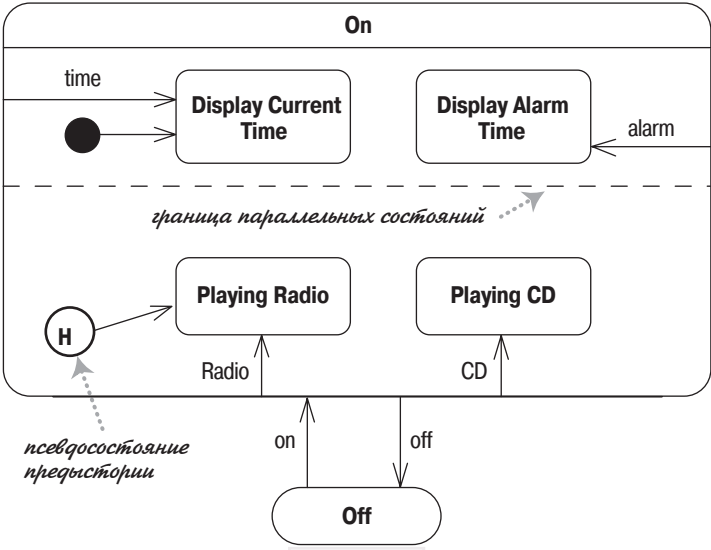 On
time
Display Current
Time
Display Alarm
Time
alarm
граница параллельных состояний
Playing Radio
Playing CD
H
Radio
CD
псевдосостояние
предыстории
on
off
Off